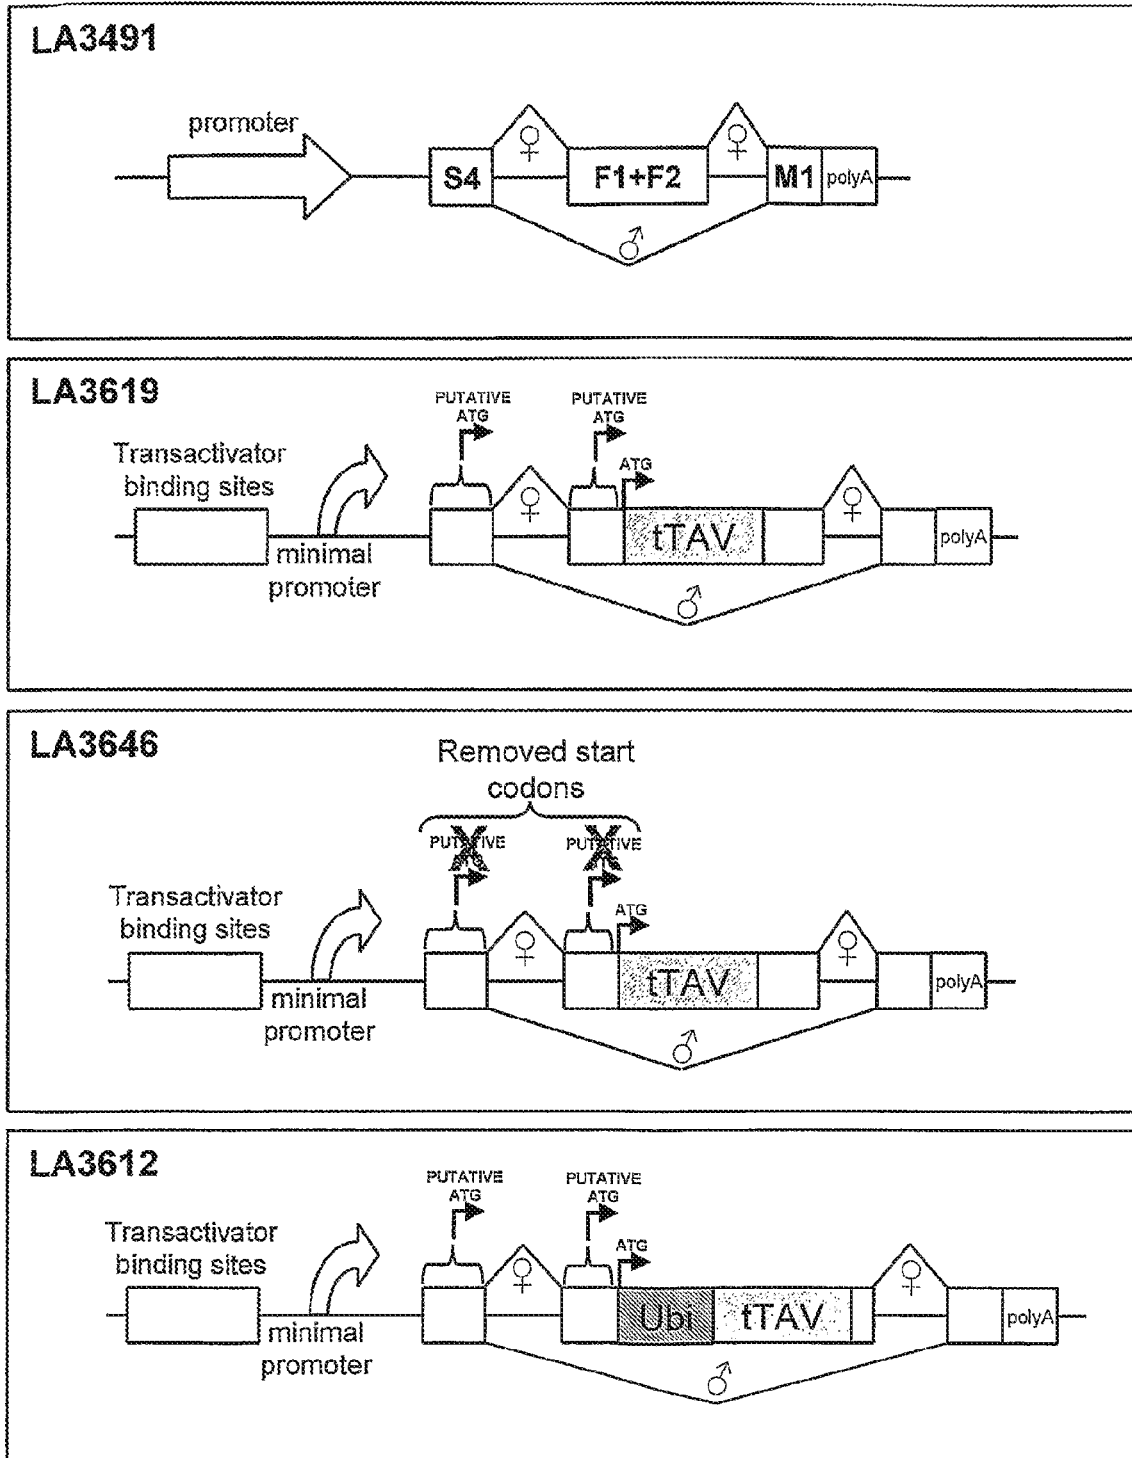 LA3491
promoter
♀
♀
S4
F1+F2
M1
polyA
♂
LA3619
PUTATIVE
ATG
PUTATIVE
ATG
Transactivator
binding sites
ATG
♀
♀
tTAV
polyA
minimal
promoter
♂
LA3646
Removed start
codons
PUTATIVE
PUTATIVE
Transactivator
binding sites
ATG
♀
♀
tTAV
polyA
minimal
promoter
♂
LA3612
PUTATIVE
ATG
PUTATIVE
ATG
Transactivator
binding sites
ATG
♀
♀
Ubi
tTAV
polyA
minimal
promoter
♂